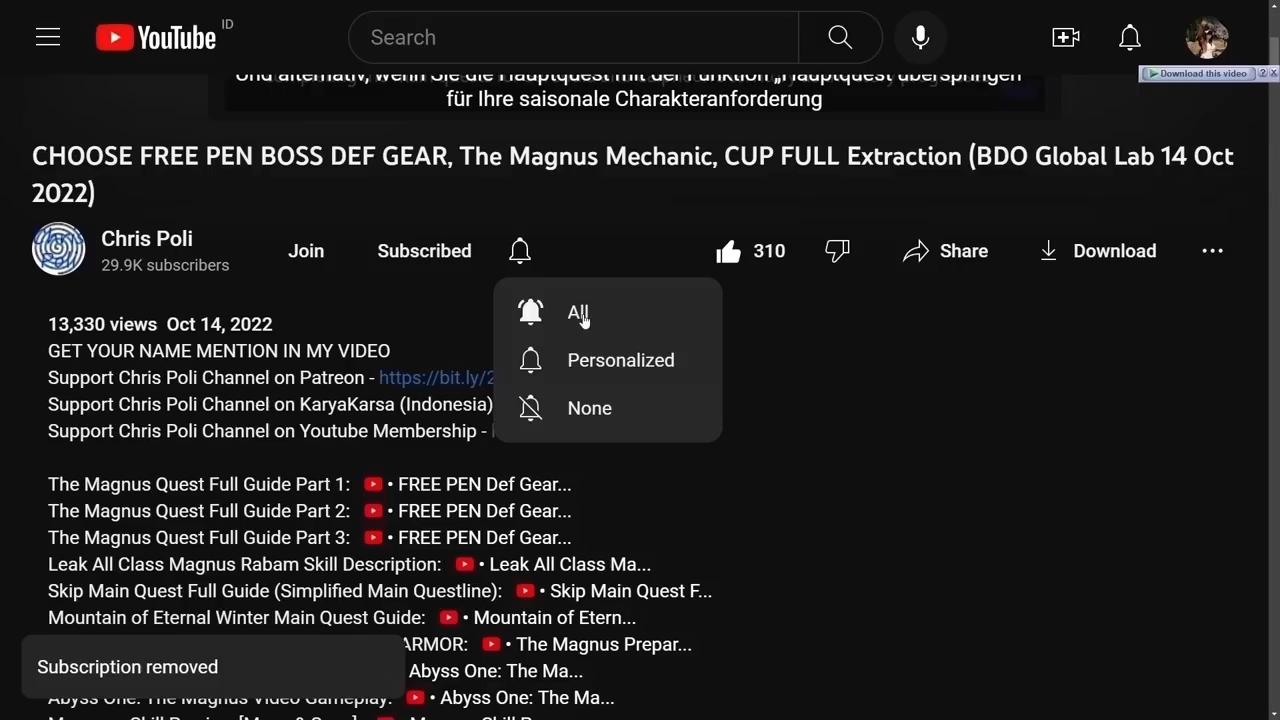 YouTube ID
Search
Download this video ? X
Und alternativ, wenn Sie die Hauptquest mit der Funktion „Hauptquest überspringen
für Ihre saisonale Charakteranforderung
CHOOSE FREE PEN BOSS DEF GEAR, The Magnus Mechanic, CUP FULL Extraction (BDO Global Lab 14 Oct
2022)
Chris Poli
29.9K subscribers
Join
Subscribed
310
Share
Download
All
Personalized
None
13,330 views Oct 14, 2022
GET YOUR NAME MENTION IN MY VIDEO
Support Chris Poli Channel on Patreon - https://bit.ly/2
Support Chris Poli Channel on KaryaKarsa (Indonesia)
Support Chris Poli Channel on Youtube Membership -
The Magnus Quest Full Guide Part 1: • FREE PEN Def Gear...
The Magnus Quest Full Guide Part 2: • FREE PEN Def Gear...
The Magnus Quest Full Guide Part 3: • FREE PEN Def Gear...
Leak All Class Magnus Rabam Skill Description: • Leak All Class Ma...
Skip Main Quest Full Guide (Simplified Main Questline): • Skip Main Quest F...
Mountain of Eternal Winter Main Quest Guide: • Mountain of Etern...
ARMOR: • The Magnus Prepar...
Abyss One: The Ma...
Abyss One: The Magnus Video Gameplay: • Abyss One: The Ma...
Subscription removed